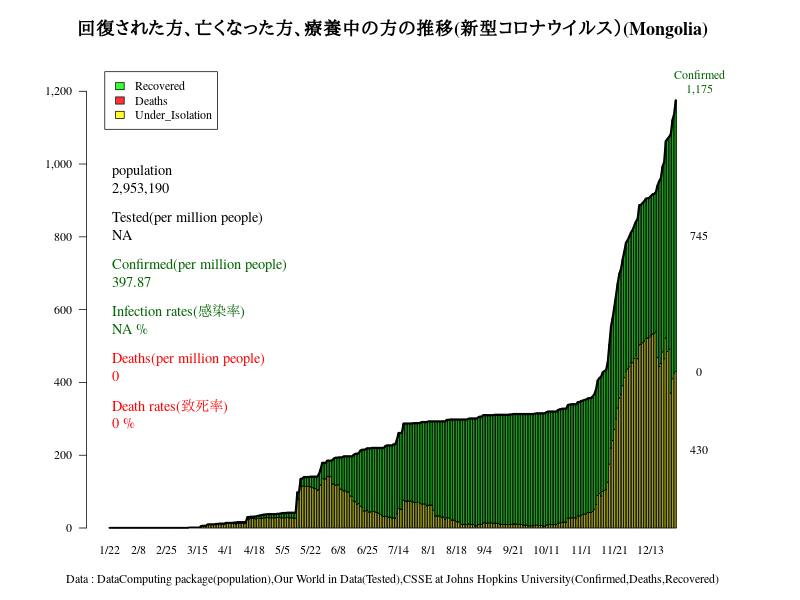 回復された方、亡くなった方、療養中の方の推移(新型コロナウイルス)(Mongolia)
Confirmed
1,175
1,200
1,000
800
600
400
200
0
Recovered
Deaths
Under_Isolation
population
2,953,190
Tested(per million people)
NA
Confirmed(per million people)
397.87
Infection rates(感染率)
NA %
Deaths(per million people)
0
Death rates(致死率)
0 %
745
0
430
1/22 2/8 2/25 3/15 4/1 4/18 5/5 5/22 6/8 6/25 7/14 8/1 8/18 9/4 9/21 10/11 11/1 11/21 12/13
Data : DataComputing package(population),Our World in Data(Tested),CSSE at Johns Hopkins University(Confirmed,Deaths,Recovered)